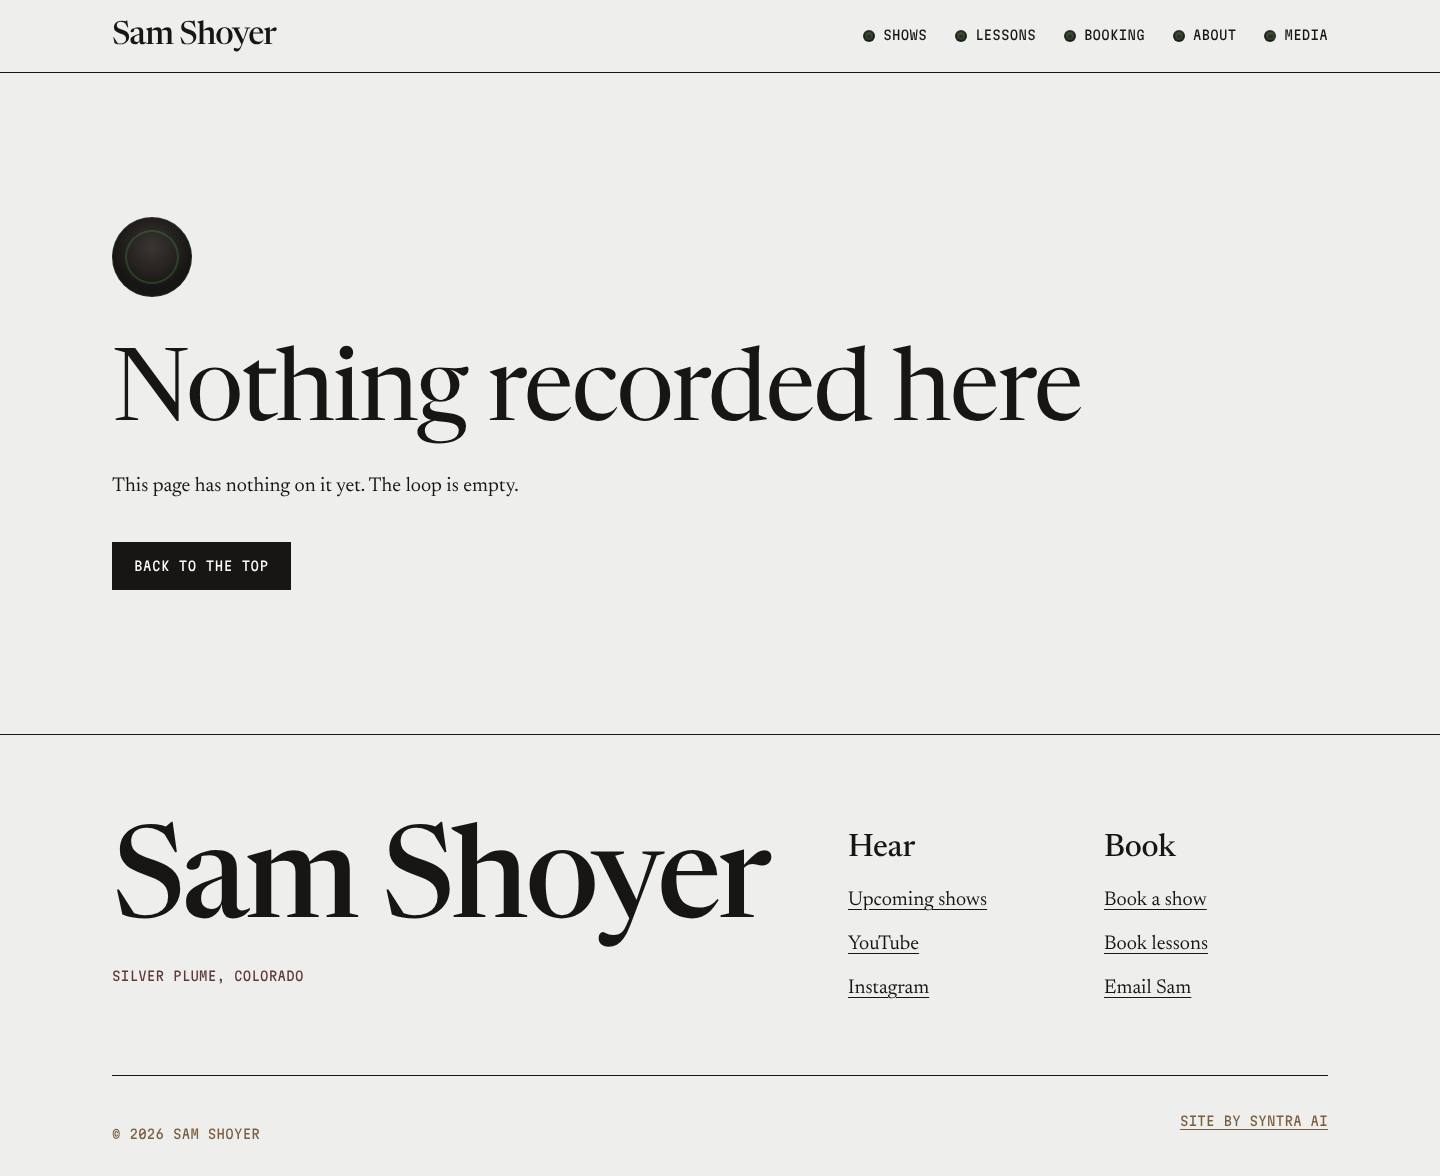 Sam Shoyer
SHOWS
LESSONS
BOOKING
ABOUT
MEDIA
Nothing recorded here
This page has nothing on it yet. The loop is empty.
BACK TO THE TOP
Sam Shoyer
SILVER PLUME, COLORADO
Hear
Upcoming shows
YouTube
Instagram
Book
Book a show
Book lessons
Email Sam
© 2026 SAM SHOYER
SITE BY SYNTRA AI